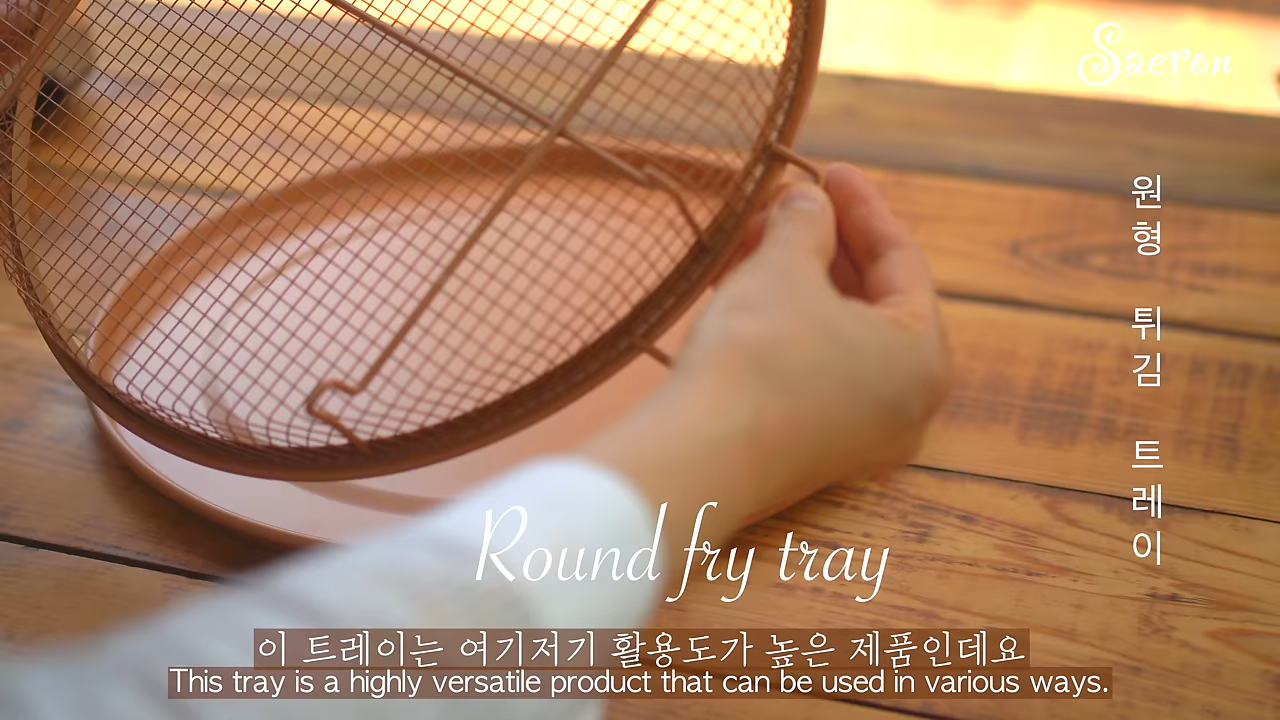 Saeron
원형 튀김 트레이
Round fry tray
이 트레이는 여기저기 활용도가 높은 제품인데요
This tray is a highly versatile product that can be used in various ways.